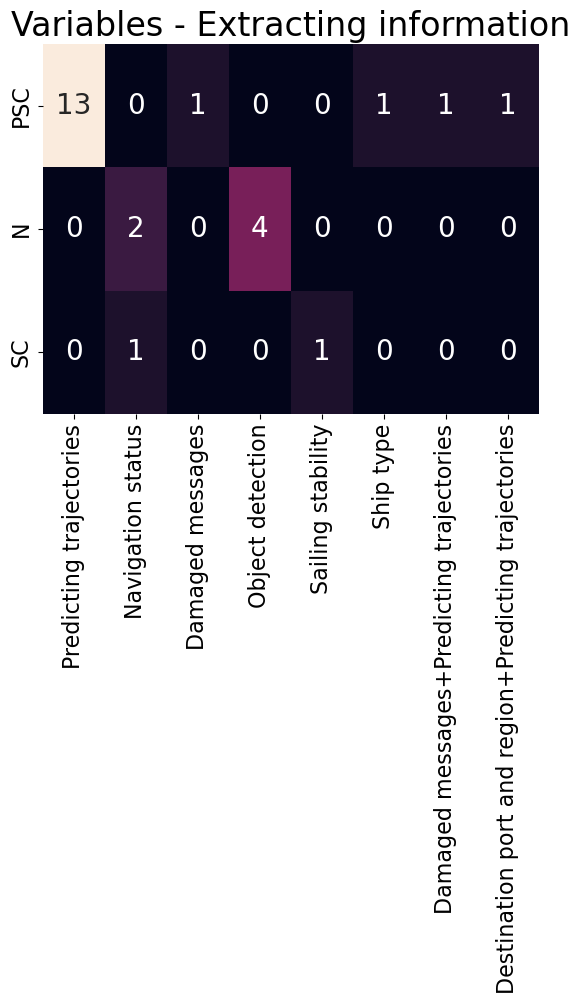 Variables - Extracting information
PSC 13 0 1 0 0 1 1 1
N 0 2 0 4 0 0 0 0
SC 0 1 0 0 1 0 0 0
Predicting trajectories
Navigation status
Damaged messages
Object detection
Sailing stability
Ship type
Damaged messages+Predicting trajectories
Destination port and region+Predicting trajectories